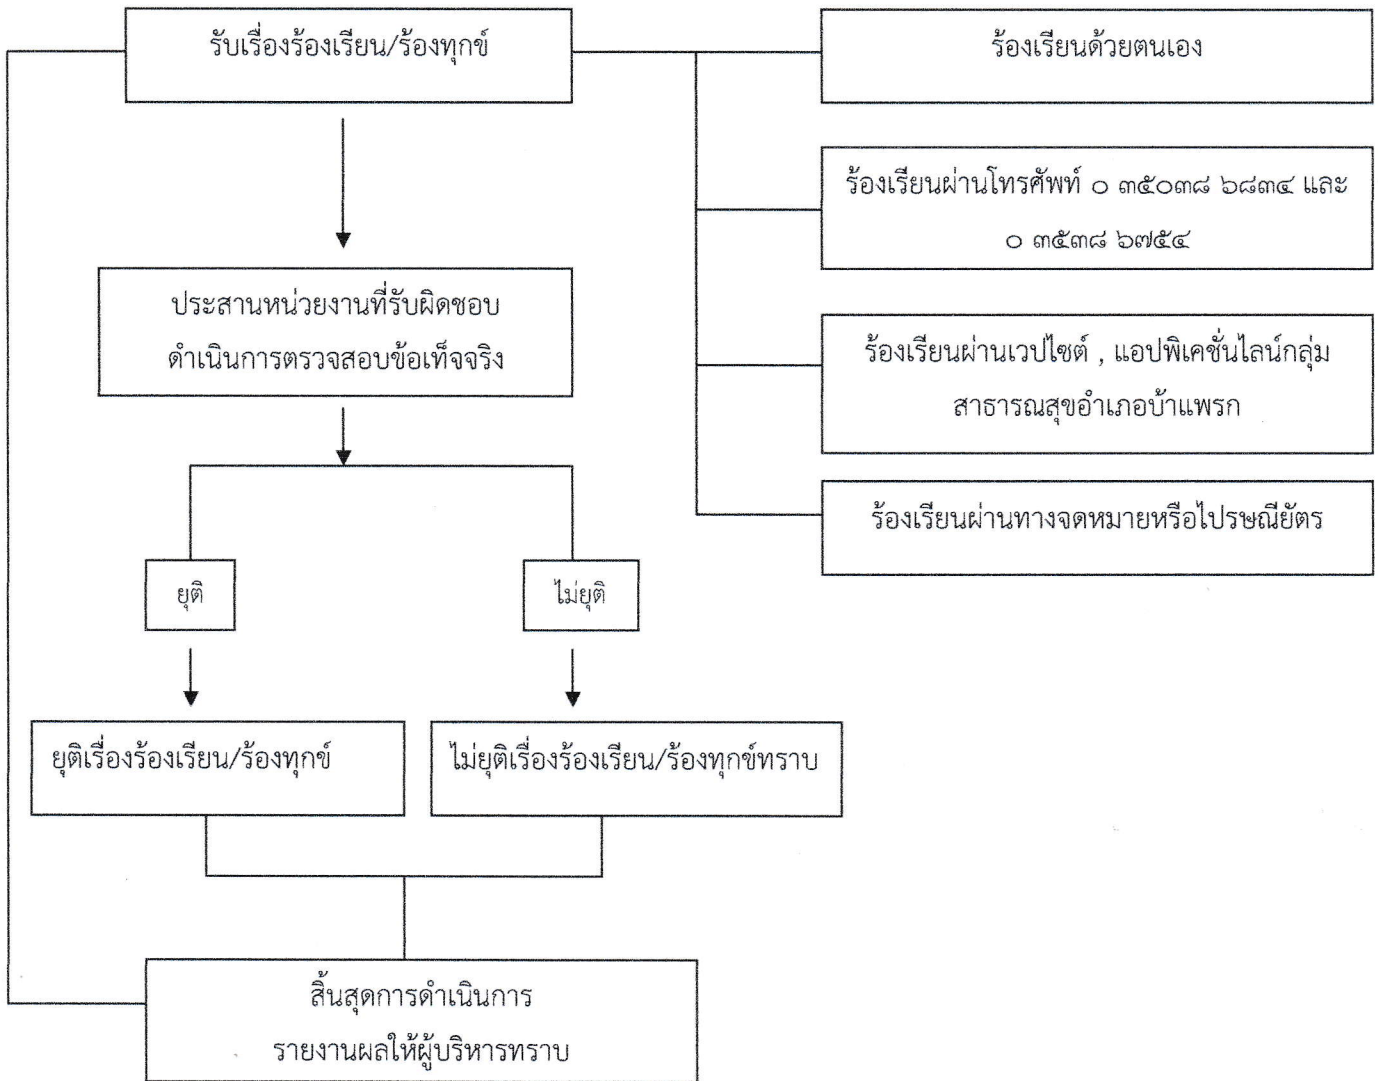 รับเรื่องร้องเรียน/ร้องทุกข์
ร้องเรียนด้วยตนเอง
ร้องเรียนผ่านโทรศัพท์ ๐ ๓๕๐๓๘ ๖๘๓๔ และ
๐ ๓๕๓๘ ๖๗๕๔
ประสานหน่วยงานที่รับผิดชอบ
ดำเนินการตรวจสอบข้อเท็จจริง
ร้องเรียนผ่านเวปไซต์ , แอปพิเคชั่นไลน์กลุ่ม
สาธารณสุขอำเภอบ้าแพรก
ร้องเรียนผ่านทางจดหมายหรือไปรษณียัตร
ยุติ
ไม่ยุติ
ยุติเรื่องร้องเรียน/ร้องทุกข์
ไม่ยุติเรื่องร้องเรียน/ร้องทุกข์ทราบ
สิ้นสุดการดำเนินการ
รายงานผลให้ผู้บริหารทราบ